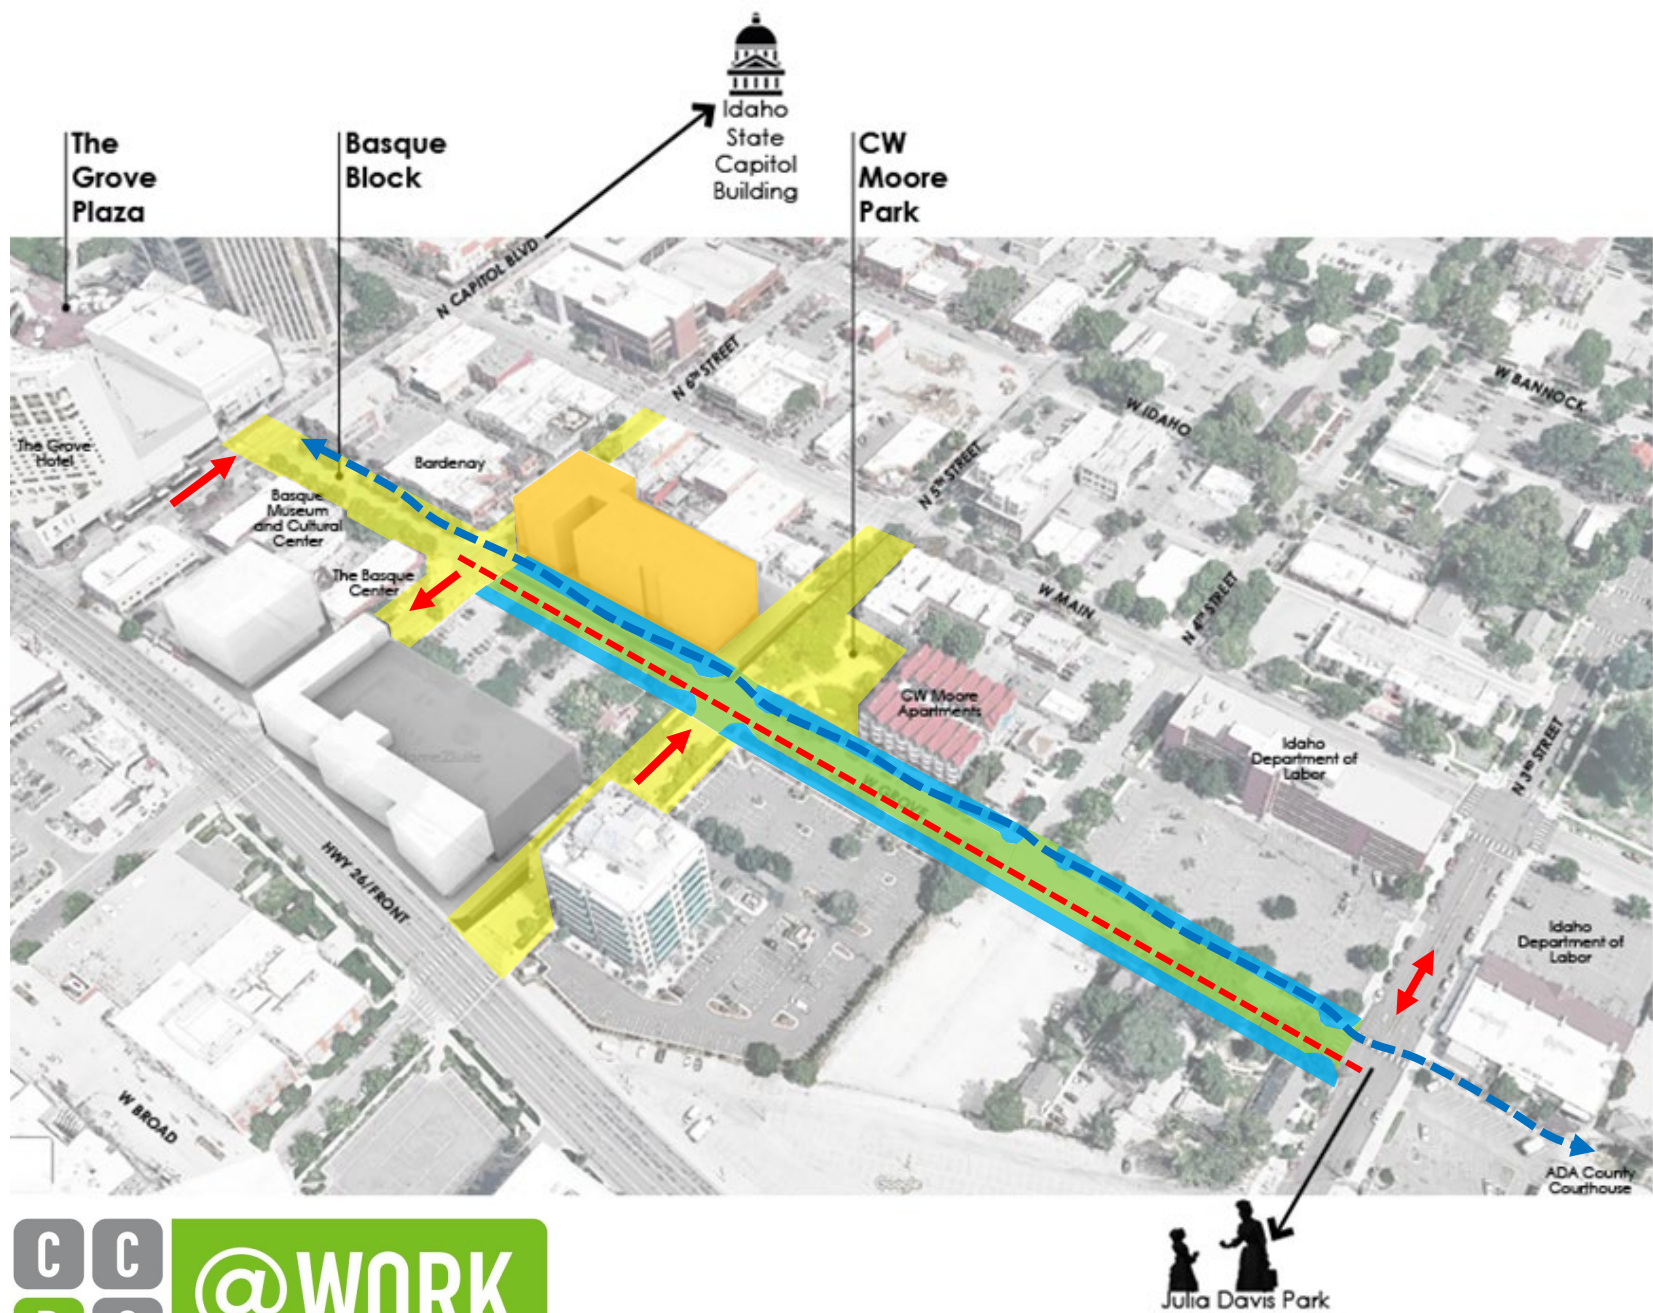 Idaho
State
Capitol
Building
The
Grove
Plaza
Basque
Block
CW
Moore
Park
N CAPITOL BLVD
N 6TH STREET
W BANNOCK
W IDAHO
The Grove
Hotel
Bardenay
N 5TH STREET
Basque
Museum
and Cultural
Center
The Basque
Center
W MAIN
N 4TH STREET
CW Moore
Apartments
Idaho
Department of
Labor
N 3RD STREET
W GROVE
HWY 26/FRONT
Idaho
Department of
Labor
W BROAD
ADA County
Courthouse
Google
C C
@WORK
Julia Davis Park